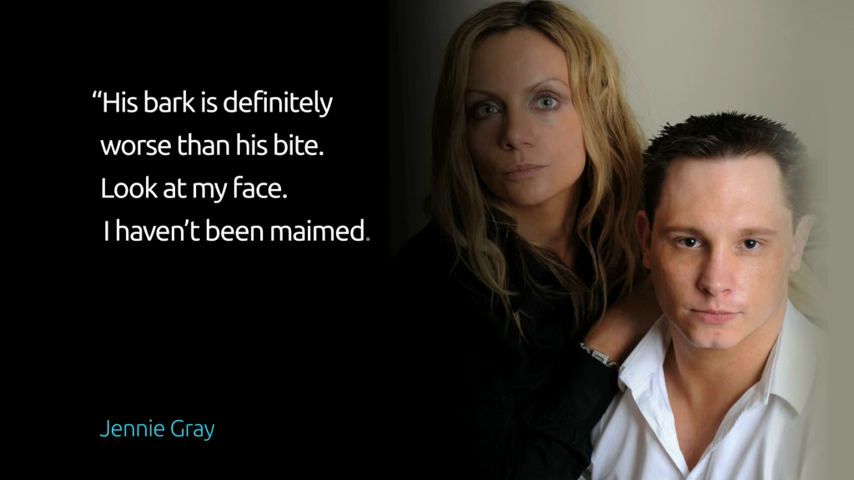 “His bark is definitely
worse than his bite.
Look at my face.
I haven’t been maimed.
Jennie Gray